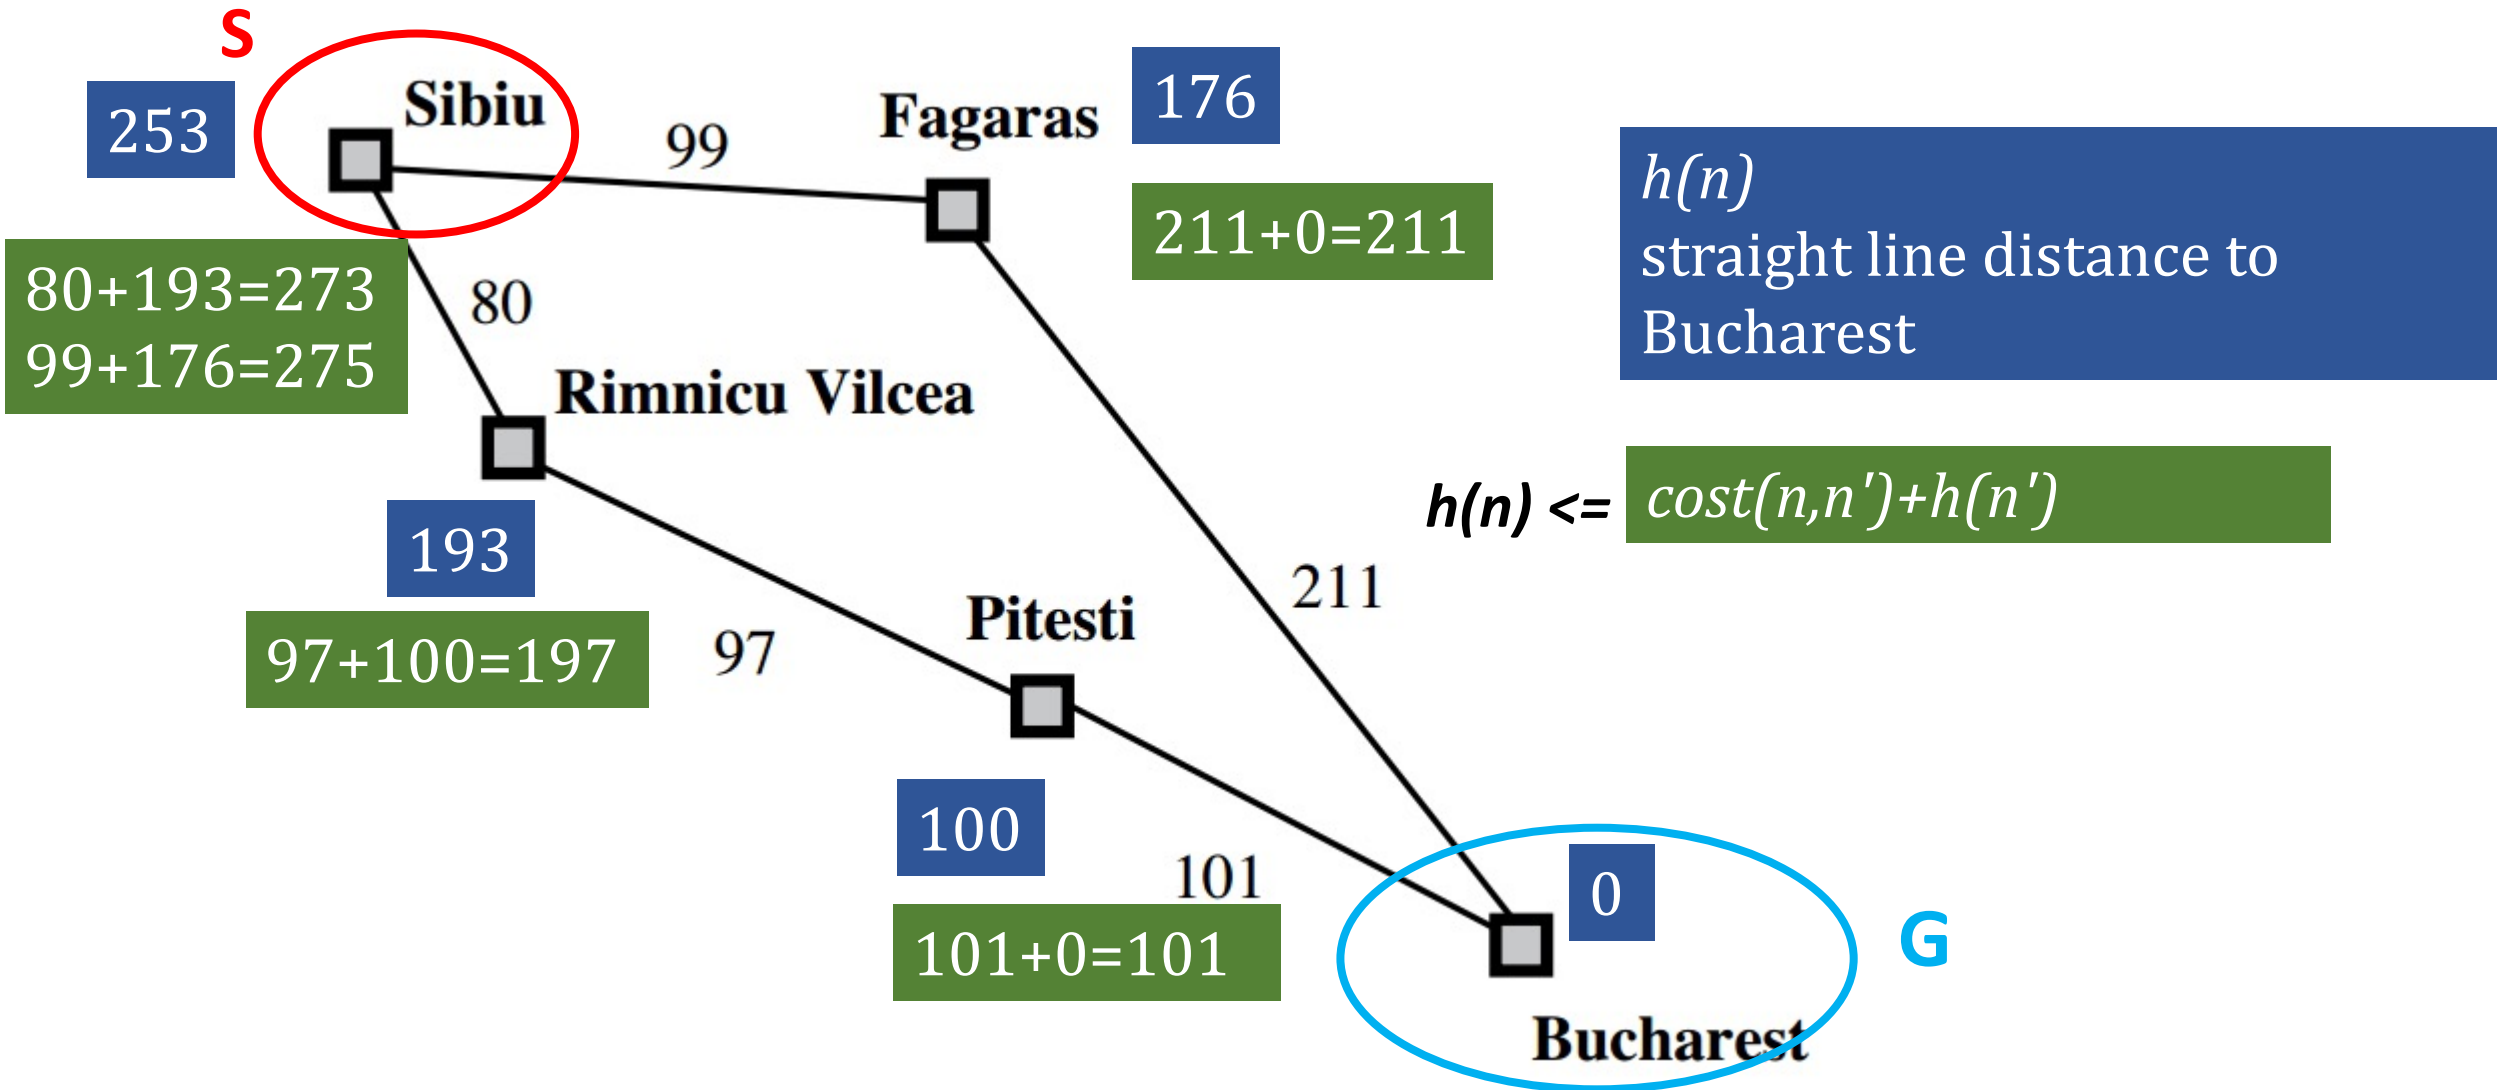 S
253
Sibiu
99
Fagaras
176
211+0=211
h(n)
straight line distance to
Bucharest
80+193=273
99+176=275
80
Rimnicu Vilcea
193
97+100=197
97
Pitesti
h(n) <= cost(n,n')+h(n')
211
100
101
101+0=101
0
G
Bucharest